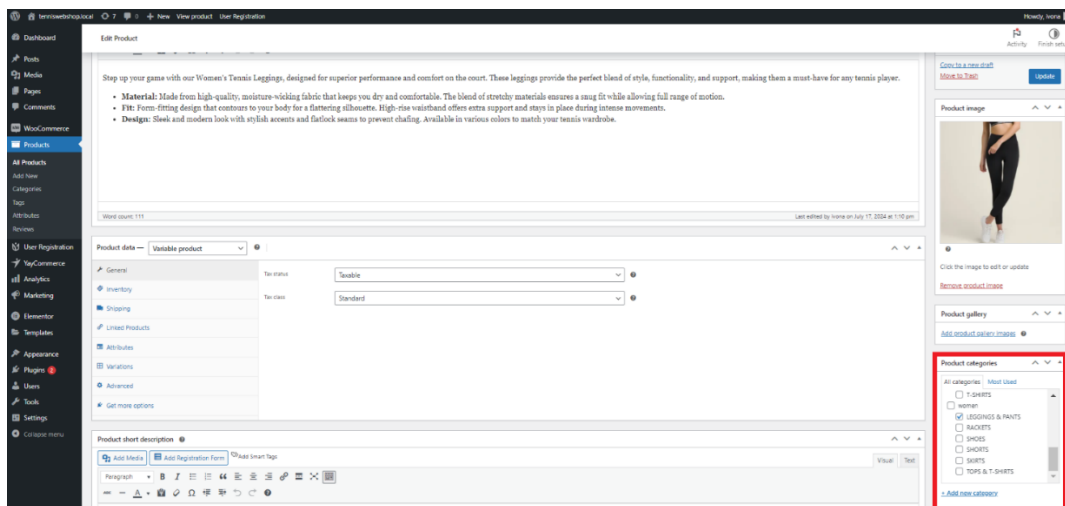 tenniswebshop.local 7 0 New View product User Registration
Howdy, Ivona
Dashboard
Posts
Media
Pages
Comments
WooCommerce
Products
All Products
Add New
Categories
Tags
Attributes
Reviews
User Registration
YayCommerce
Analytics
Marketing
Elementor
Templates
Appearance
Plugins
Users
Tools
Settings
Collapse menu
Edit Product
Activity Finish setu
Step up your game with our Women's Tennis Leggings, designed for superior performance and comfort on the court. These leggings provide the perfect blend of style, functionality, and support, making them a must-have for any tennis player.
• Material: Made from high-quality, moisture-wicking fabric that keeps you dry and comfortable. The blend of stretchy materials ensures a snug fit while allowing full range of motion.
• Fit: Form-fitting design that contours to your body for a flattering silhouette. High-rise waistband offers extra support and stays in place during intense movements.
• Design: Sleek and modern look with stylish accents and flatlock seams to prevent chafing. Available in various colors to match your tennis wardrobe.
Word count: 111 Last edited by ivona on July 17, 2024 at 1:10 pm
Product data — Variable product
General
Inventory
Shipping
Linked Products
Attributes
Variations
Advanced
Get more options
Tax status Taxable
Tax class Standard
Product short description
Add Media Add Registration Form Add Smart Tags
Visual Text
Paragraph
Copy to a new draft
Move to Trash
Update
Product image
Click the image to edit or update
Remove product image
Product gallery
Add product gallery images
Product categories
All categories Most Used
T-SHIRTS
woman
LEGGINGS & PANTS
RACKETS
SHOES
SHORTS
SKIRTS
TOPS & T-SHIRTS
+ Add new category